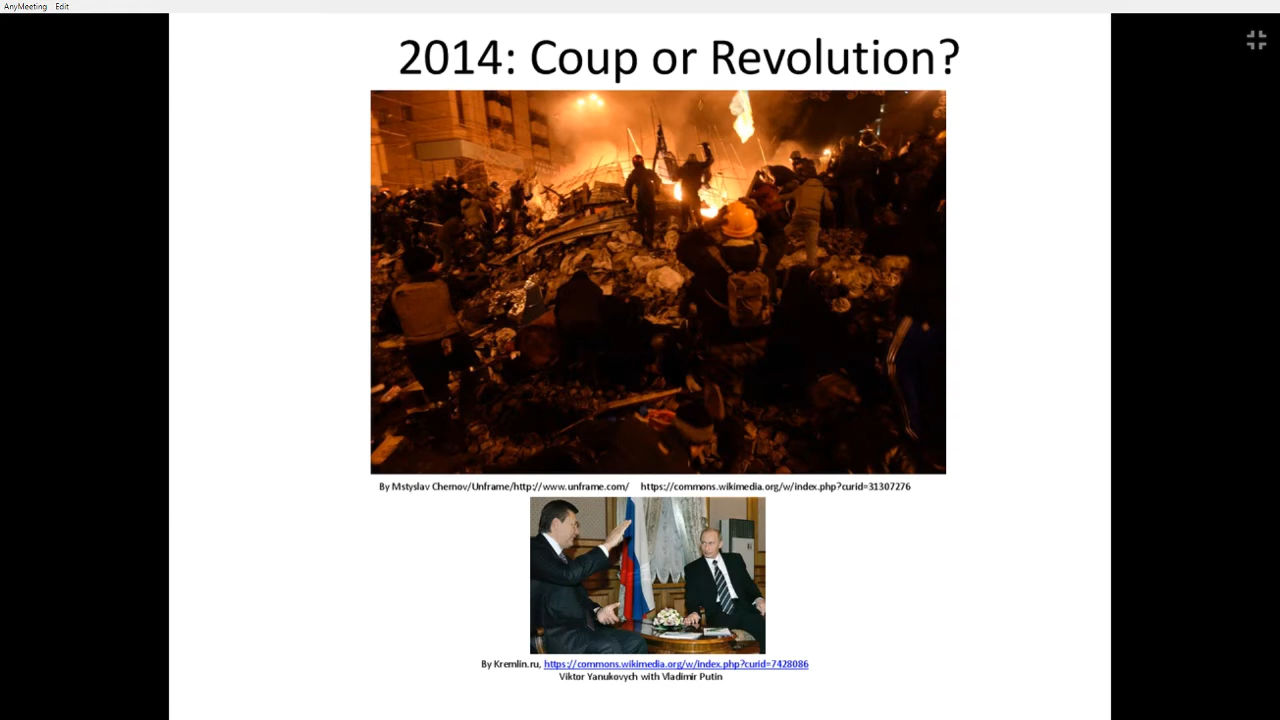 AnyMeeting Edit
2014: Coup or Revolution?
By Mstyslav Chernov/Unframe/http://www.unframe.com/ https://commons.wikimedia.org/w/index.php?curid=31307276
By Kremlin.ru, https://commons.wikimedia.org/w/index.php?curid=7428086
Viktor Yanukovych with Vladimir Putin